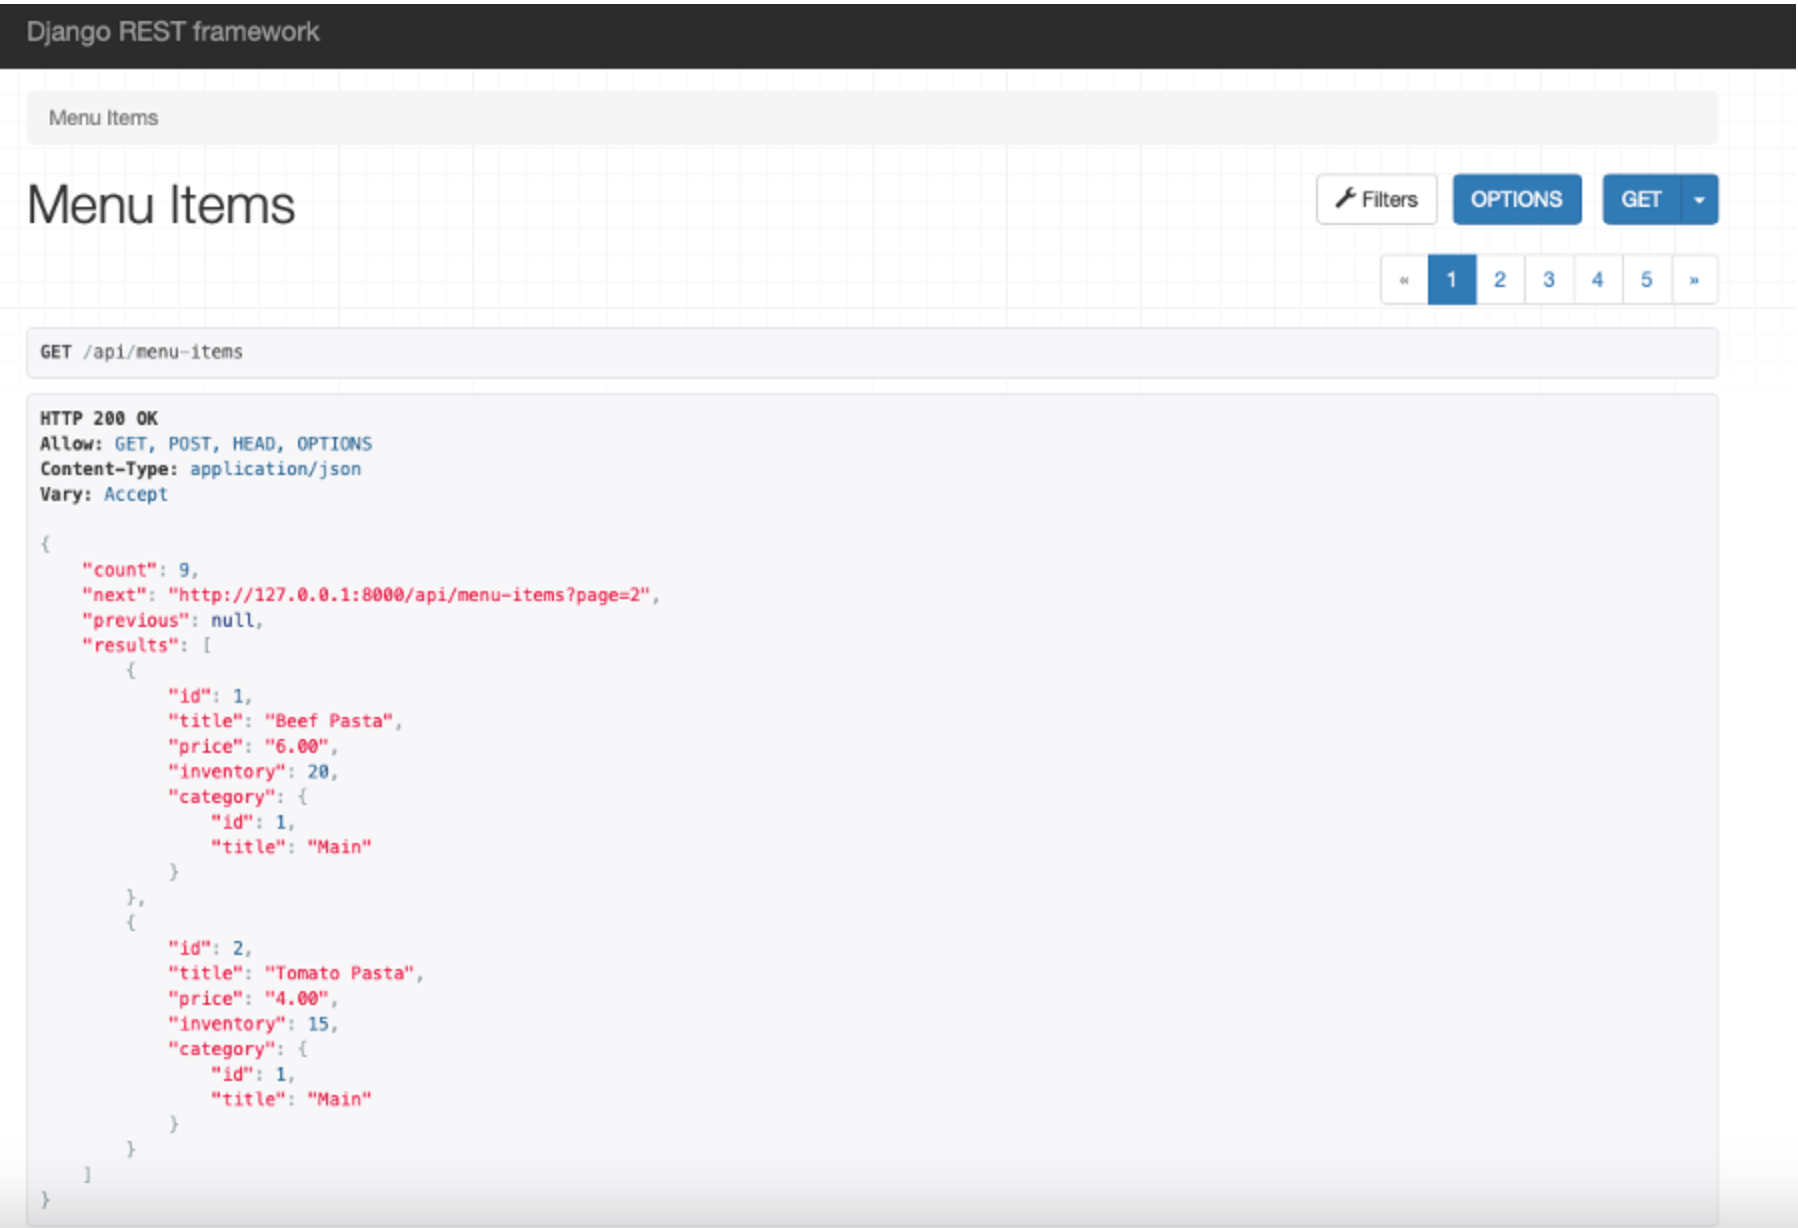 Django REST framework
Menu Items
Menu Items
Filters OPTIONS GET
« 1 2 3 4 5 »
GET /api/menu-items
HTTP 200 OK
Allow: GET, POST, HEAD, OPTIONS
Content-Type: application/json
Vary: Accept
{
    "count": 9,
    "next": "http://127.0.0.1:8000/api/menu-items?page=2",
    "previous": null,
    "results": [
        {
            "id": 1,
            "title": "Beef Pasta",
            "price": "6.00",
            "inventory": 20,
            "category": {
                "id": 1,
                "title": "Main"
            }
        },
        {
            "id": 2,
            "title": "Tomato Pasta",
            "price": "4.00",
            "inventory": 15,
            "category": {
                "id": 1,
                "title": "Main"
            }
        }
    ]
}